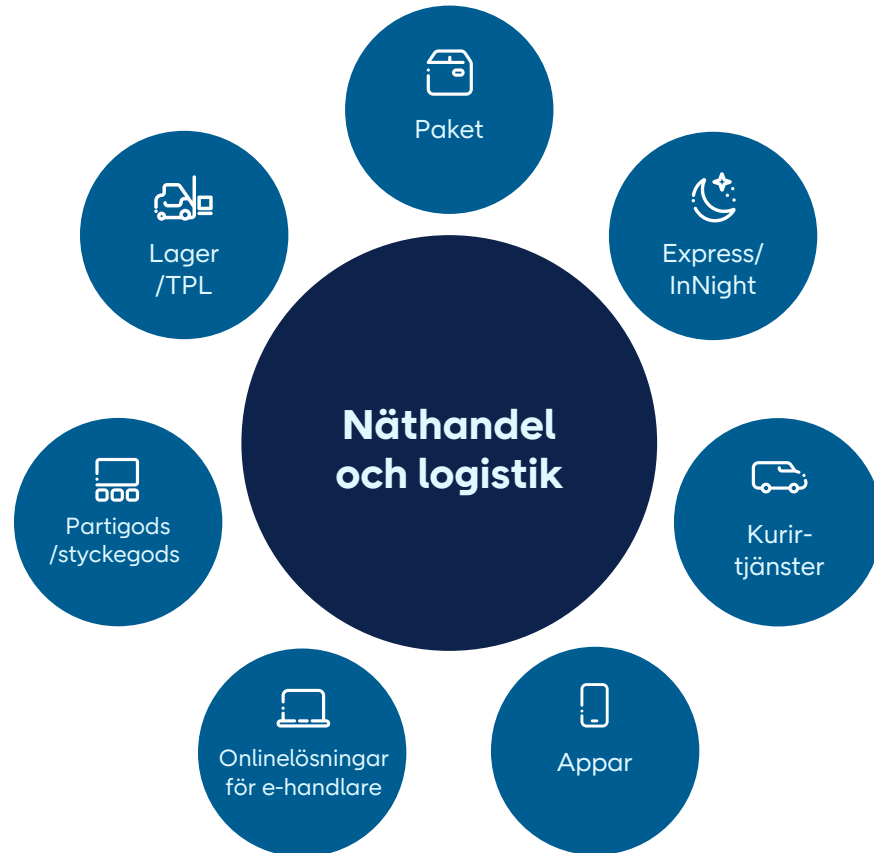 Paket
Express/
InNight
Kurir-
tjänster
Appar
Onlinelösningar
för e-handlare
Partigods
/styckegods
Lager
/TPL
Näthandel
och logistik